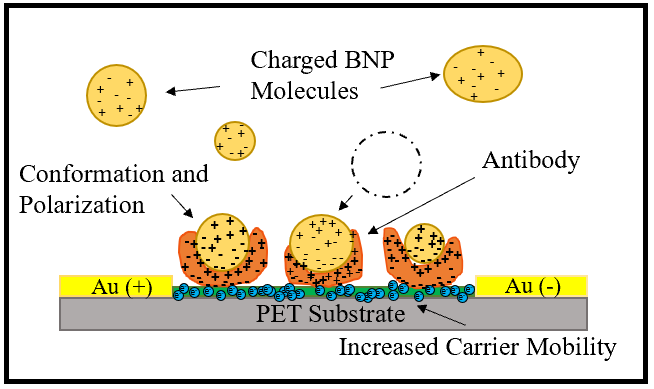 Charged BNP
Molecules
Conformation and
Polarization
Antibody
Au (+)
Au (-)
PET Substrate
Increased Carrier Mobility